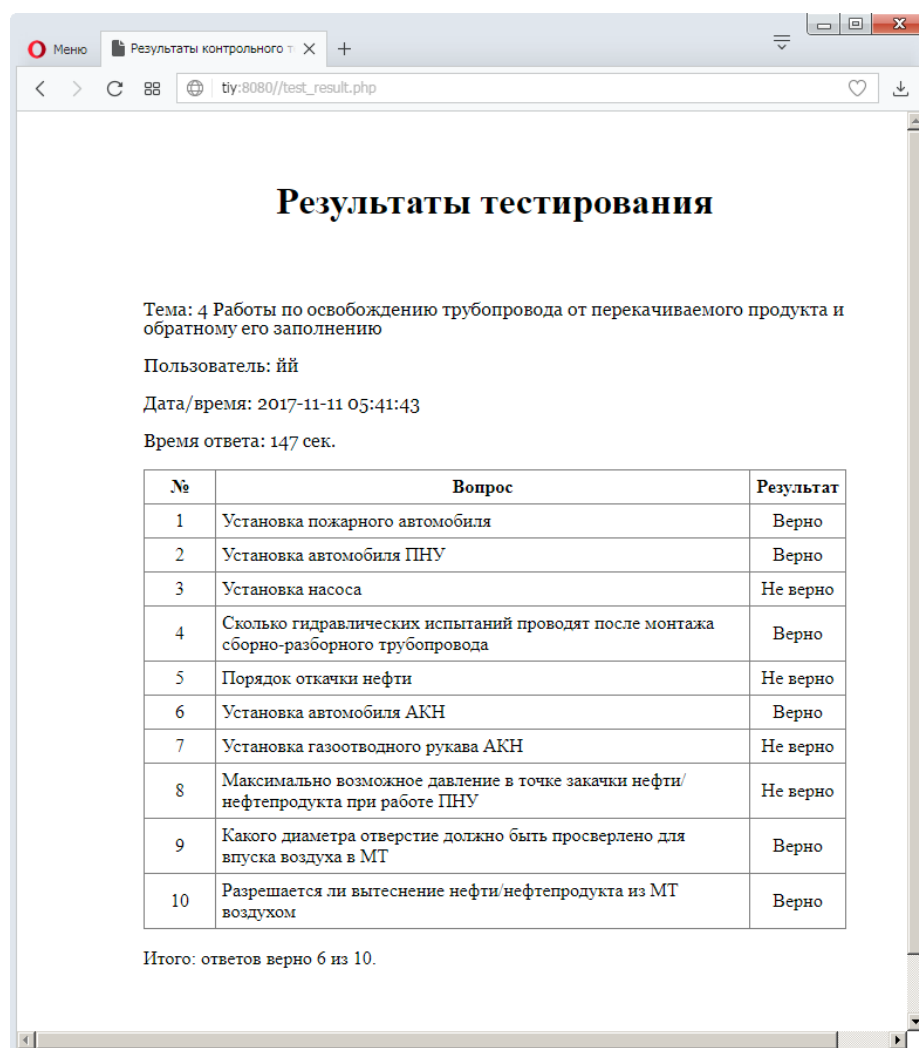 Меню
Результаты контрольного т
tiy:8080//test_result.php
Результаты тестирования
Тема: 4 Работы по освобождению трубопровода от перекачиваемого продукта и
обратному его заполнению
Пользователь: йй
Дата/время: 2017-11-11 05:41:43
Время ответа: 147 сек.
№ Вопрос Результат
1 Установка пожарного автомобиля Верно
2 Установка автомобиля ПНУ Верно
3 Установка насоса Не верно
4 Сколько гидравлических испытаний проводят после монтажа
сборно-разборного трубопровода Верно
5 Порядок откачки нефти Не верно
6 Установка автомобиля АКН Верно
7 Установка газоотводного рукава АКН Не верно
8 Максимально возможное давление в точке закачки нефти/
нефтепродукта при работе ПНУ Не верно
9 Какого диаметра отверстие должно быть просверлено для
впуска воздуха в МТ Верно
10 Разрешается ли вытеснение нефти/нефтепродукта из МТ
воздухом Верно
Итого: ответов верно 6 из 10.